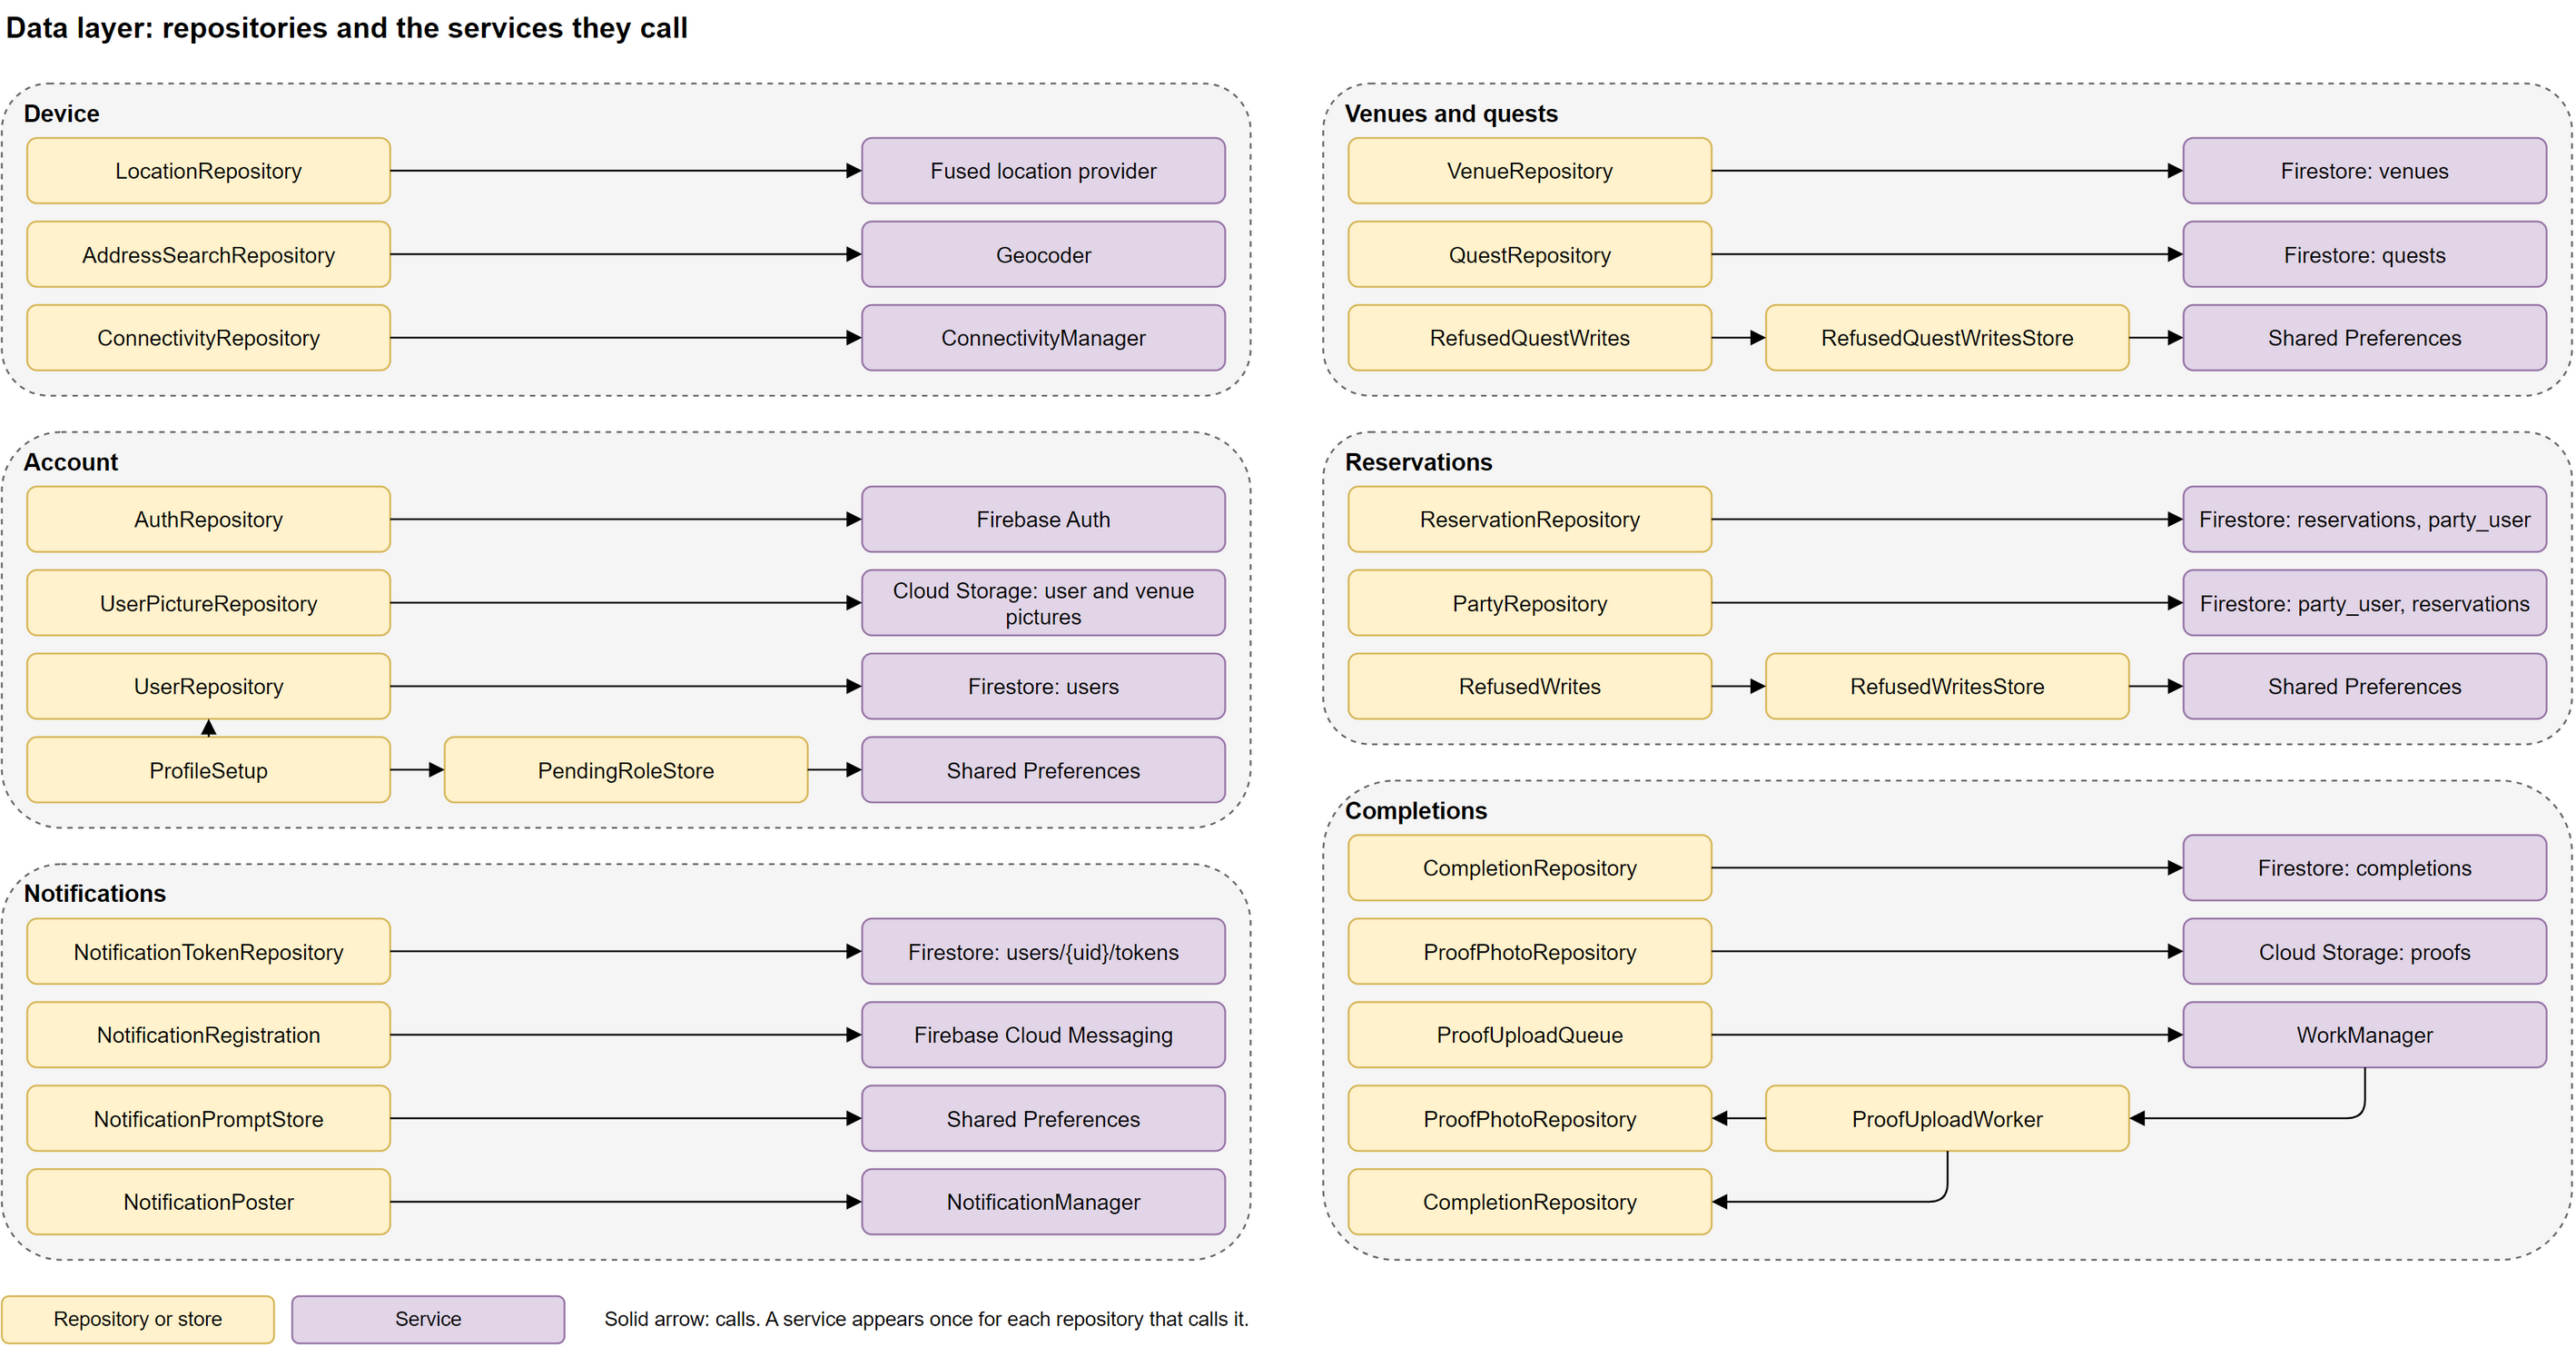 Data layer: repositories and the services they call
Device
LocationRepository
Fused location provider
AddressSearchRepository
Geocoder
ConnectivityRepository
ConnectivityManager
Account
AuthRepository
Firebase Auth
UserPictureRepository
Cloud Storage: user and venue
pictures
UserRepository
Firestore: users
ProfileSetup
PendingRoleStore
Shared Preferences
Notifications
NotificationTokenRepository
Firestore: users/{uid}/tokens
NotificationRegistration
Firebase Cloud Messaging
NotificationPromptStore
Shared Preferences
NotificationPoster
NotificationManager
Venues and quests
VenueRepository
Firestore: venues
QuestRepository
Firestore: quests
RefusedQuestWrites
RefusedQuestWritesStore
Shared Preferences
Reservations
ReservationRepository
Firestore: reservations, party_user
PartyRepository
Firestore: party_user, reservations
RefusedWrites
RefusedWritesStore
Shared Preferences
Completions
CompletionRepository
Firestore: completions
ProofPhotoRepository
Cloud Storage: proofs
ProofUploadQueue
WorkManager
ProofPhotoRepository
ProofUploadWorker
CompletionRepository
Repository or store
Service
Solid arrow: calls. A service appears once for each repository that calls it.